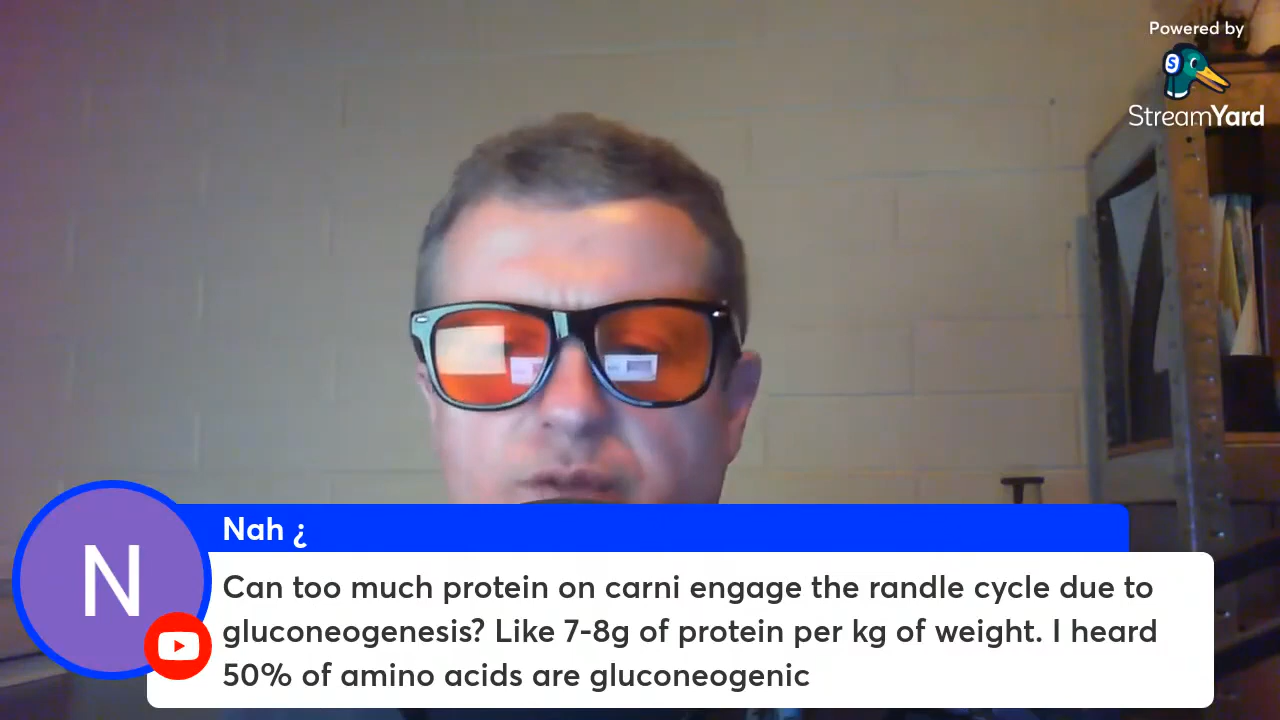 Powered by
S
StreamYard
Nah ¿
N
Can too much protein on carni engage the randle cycle due to
gluconeogenesis? Like 7-8g of protein per kg of weight. I heard
50% of amino acids are gluconeogenic